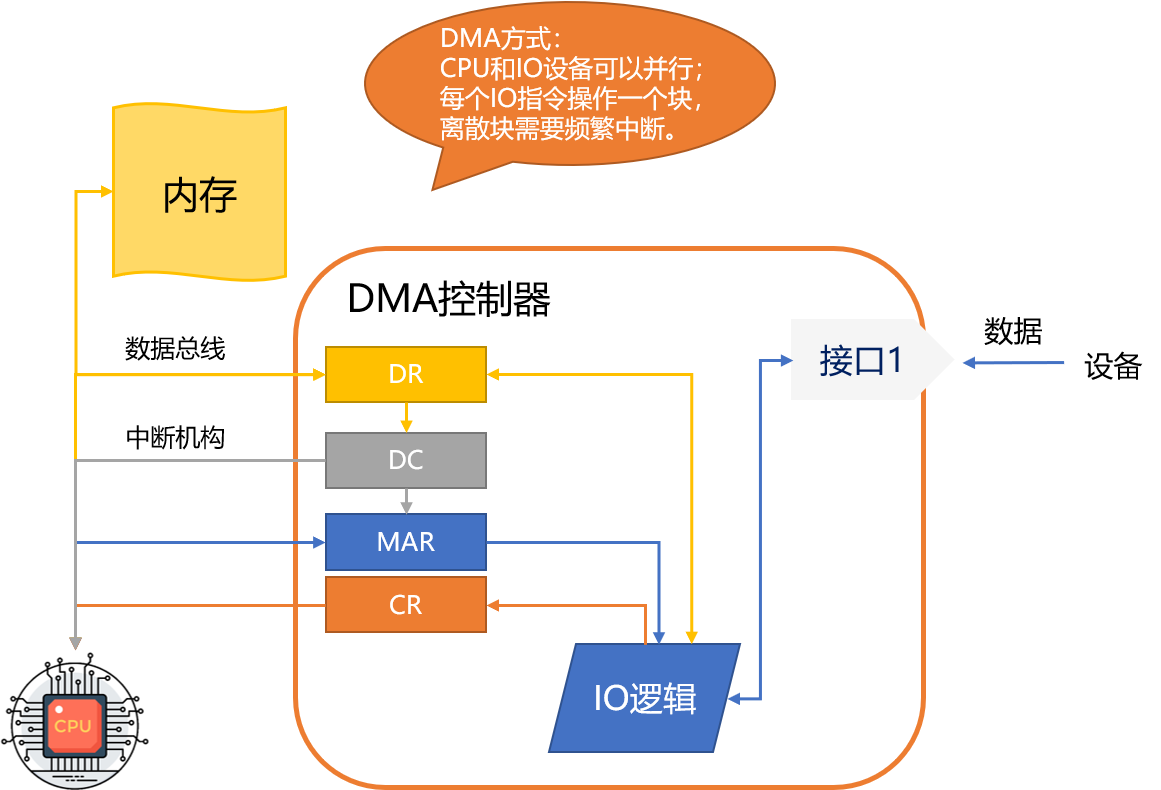 DMA方式：
CPU和IO设备可以并行；
每个IO指令操作一个块，
离散块需要频繁中断。
内存
DMA控制器
数据
接口1
设备
数据总线
DR
中断机构
DC
MAR
CR
IO逻辑
CPU